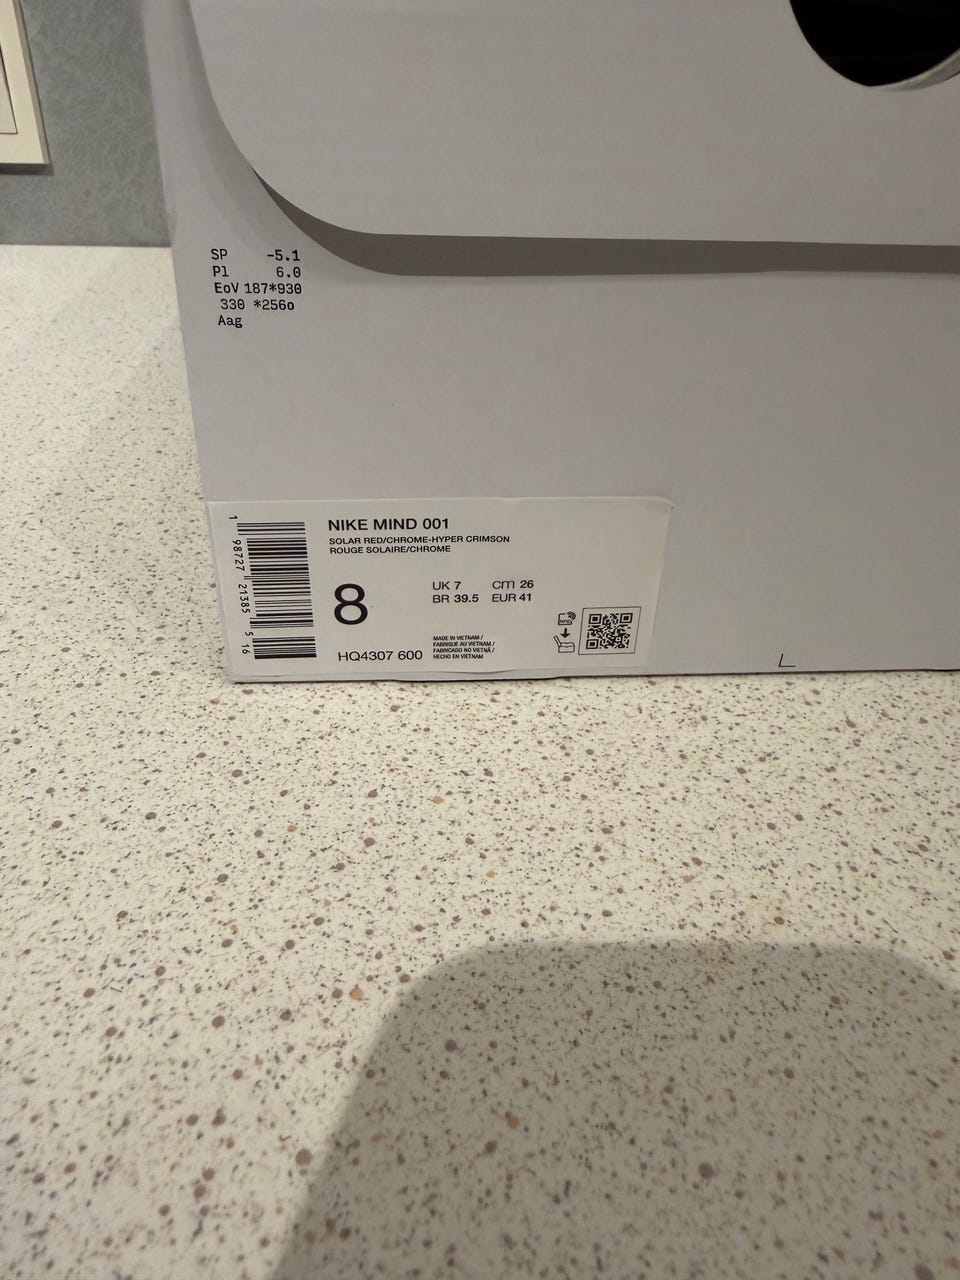 SP -5.1
Pl 6.0
EoV 187*930
330 *256o
Aag
NIKE MIND 001
SOLAR RED/CHROME-HYPER CRIMSON
ROUGE SOLAIRE/CHROME
8
UK 7 cm 26
BR 39.5 EUR 41
HQ4307 600
MADE IN VIETNAM /
FABRIQUE AU VIETNAM /
FABRICADO NO VIETNÃ /
HECHO EN VIETNAM
1 98727 21385 5 16